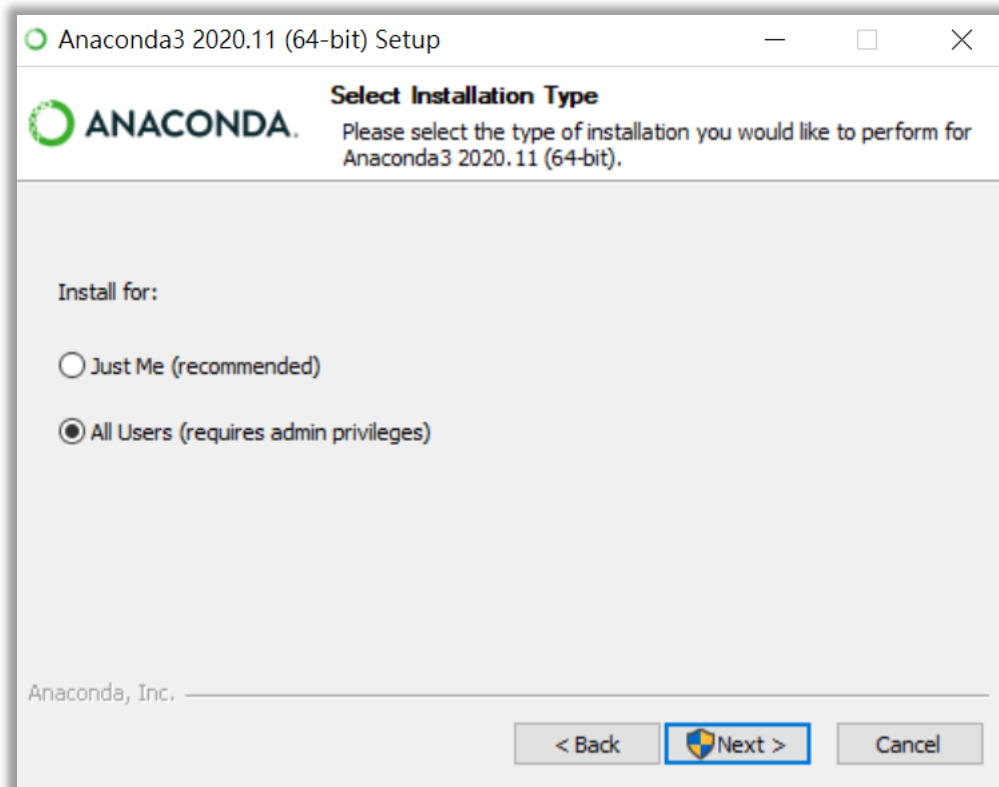 Anaconda3 2020.11 (64-bit) Setup
ANACONDA.
Select Installation Type
Please select the type of installation you would like to perform for
Anaconda3 2020.11 (64-bit).
Install for:
Just Me (recommended)
All Users (requires admin privileges)
Anaconda, Inc.
< Back
Next >
Cancel